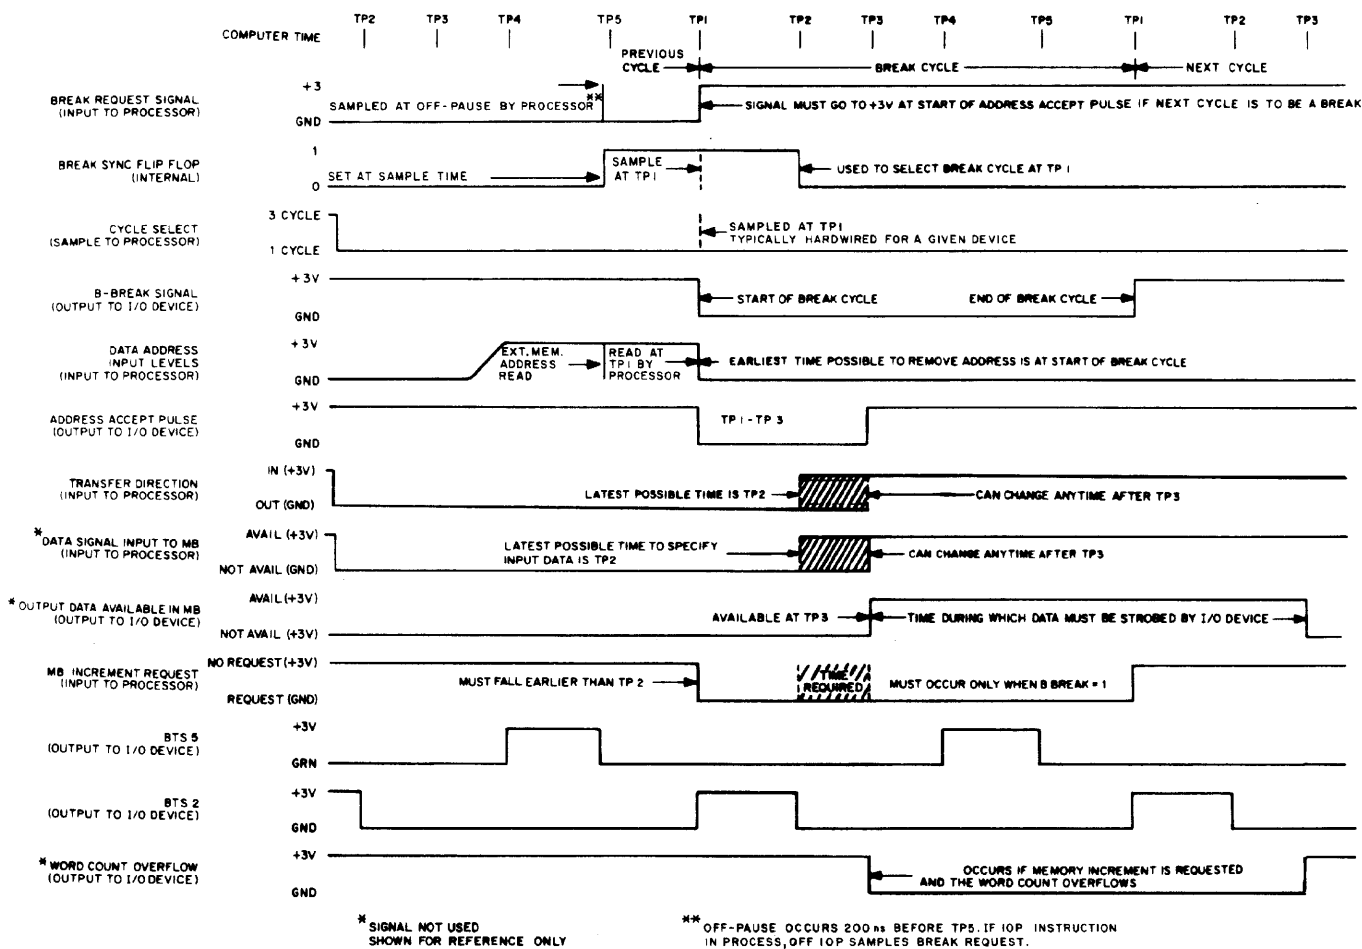 TP2 TP3 TP4 TP5 TP1 TP2 TP3 TP4 TP5 TP1 TP2 TP3
COMPUTER TIME
PREVIOUS
CYCLE
BREAK CYCLE
NEXT CYCLE
BREAK REQUEST SIGNAL
(INPUT TO PROCESSOR)
+3
GND
SAMPLED AT OFF-PAUSE BY PROCESSOR**
SIGNAL MUST GO TO +3V AT START OF ADDRESS ACCEPT PULSE IF NEXT CYCLE IS TO BE A BREAK
BREAK SYNC FLIP FLOP
(INTERNAL)
1
0
SET AT SAMPLE TIME
SAMPLE
AT TP1
USED TO SELECT BREAK CYCLE AT TP1
CYCLE SELECT
(SAMPLE TO PROCESSOR)
3 CYCLE
1 CYCLE
SAMPLED AT TP1
TYPICALLY HARDWIRED FOR A GIVEN DEVICE
B-BREAK SIGNAL
(OUTPUT TO I/O DEVICE)
+3V
GND
START OF BREAK CYCLE
END OF BREAK CYCLE
DATA ADDRESS
INPUT LEVELS
(INPUT TO PROCESSOR)
+3V
GND
EXT. MEM.
ADDRESS
READ
READ AT
TP1 BY
PROCESSOR
EARLIEST TIME POSSIBLE TO REMOVE ADDRESS IS AT START OF BREAK CYCLE
ADDRESS ACCEPT PULSE
(OUTPUT TO I/O DEVICE)
+3V
GND
TP1-TP3
TRANSFER DIRECTION
(INPUT TO PROCESSOR)
IN (+3V)
OUT (GND)
LATEST POSSIBLE TIME IS TP2
CAN CHANGE ANYTIME AFTER TP3
*DATA SIGNAL INPUT TO MB
(INPUT TO PROCESSOR)
AVAIL (+3V)
NOT AVAIL (GND)
LATEST POSSIBLE TIME TO SPECIFY
INPUT DATA IS TP2
CAN CHANGE ANYTIME AFTER TP3
*OUTPUT DATA AVAILABLE IN MB
(OUTPUT TO I/O DEVICE)
AVAIL (+3V)
NOT AVAIL (+3V)
AVAILABLE AT TP3
TIME DURING WHICH DATA MUST BE STROBED BY I/O DEVICE
MB INCREMENT REQUEST
(INPUT TO PROCESSOR)
NO REQUEST (+3V)
REQUEST (GND)
MUST FALL EARLIER THAN TP2
TIME
REQUIRED
MUST OCCUR ONLY WHEN B BREAK = 1
BTS 5
(OUTPUT TO I/O DEVICE)
+3V
GRN
BTS 2
(OUTPUT TO I/O DEVICE)
+3V
GND
*WORD COUNT OVERFLOW
(OUTPUT TO I/O DEVICE)
+3V
GND
OCCURS IF MEMORY INCREMENT IS REQUESTED
AND THE WORD COUNT OVERFLOWS
* SIGNAL NOT USED
SHOWN FOR REFERENCE ONLY
** OFF-PAUSE OCCURS 200 ns BEFORE TP5. IF IOP INSTRUCTION
IN PROCESS, OFF IOP SAMPLES BREAK REQUEST.